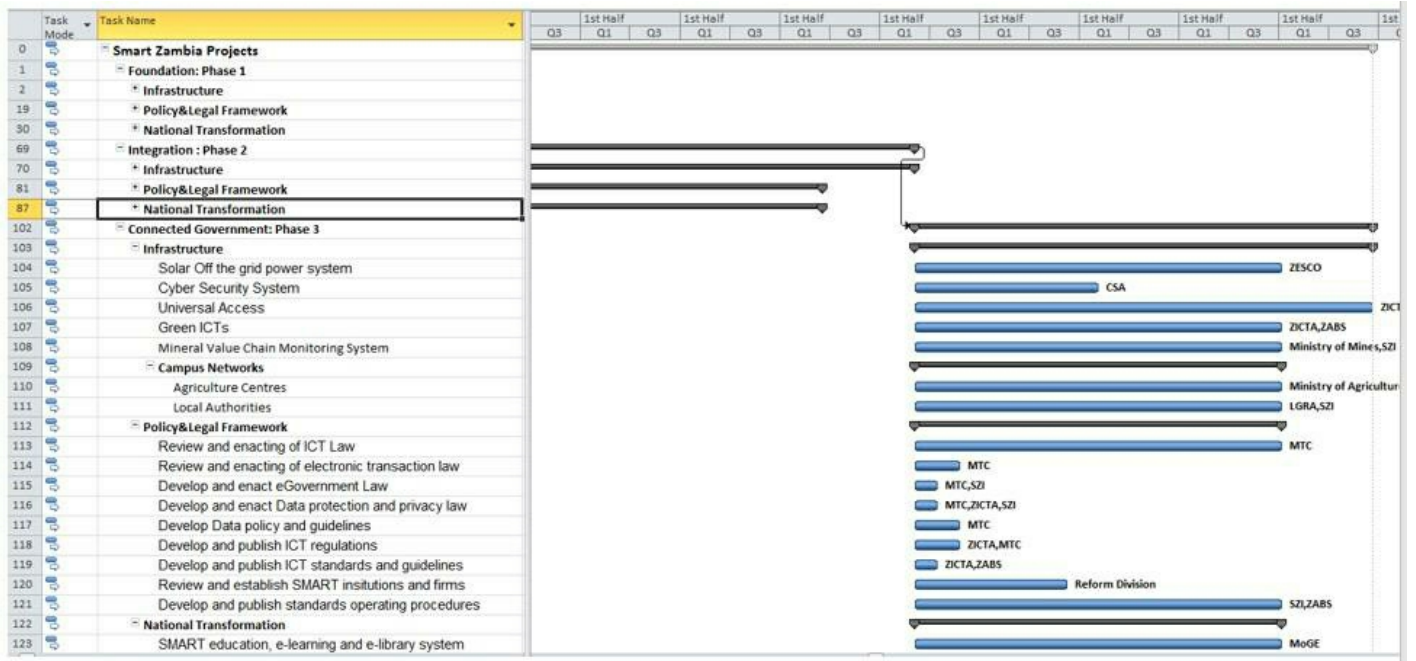 Task Mode Task Name 1st Half 1st Half 1st Half 1st Half 1st Half 1st Half 1st Half 1st Half 1st
Q3 Q1 Q3 Q1 Q3 Q1 Q3 Q1 Q3 Q1 Q3 Q1 Q3 Q1 Q3 Q1 Q3
0 Smart Zambia Projects
1 Foundation: Phase 1
2 Infrastructure
19 Policy&Legal Framework
30 National Transformation
69 Integration : Phase 2
70 Infrastructure
81 Policy&Legal Framework
87 National Transformation
102 Connected Government: Phase 3
103 Infrastructure
104 Solar Off the grid power system ZESCO
105 Cyber Security System CSA
106 Universal Access ZICT
107 Green ICTs ZICTA,ZABS
108 Mineral Value Chain Monitoring System Ministry of Mines,SZI
109 Campus Networks
110 Agriculture Centres Ministry of Agricultur
111 Local Authorities LGRA,SZI
112 Policy&Legal Framework
113 Review and enacting of ICT Law MTC
114 Review and enacting of electronic transaction law MTC
115 Develop and enact eGovernment Law MTC,SZI
116 Develop and enact Data protection and privacy law MTC,ZICTA,SZI
117 Develop Data policy and guidelines MTC
118 Develop and publish ICT regulations ZICTA,MTC
119 Develop and publish ICT standards and guidelines ZICTA,ZABS
120 Review and establish SMART insitutions and firms Reform Division
121 Develop and publish standards operating procedures SZI,ZABS
122 National Transformation
123 SMART education, e-learning and e-library system MoGE